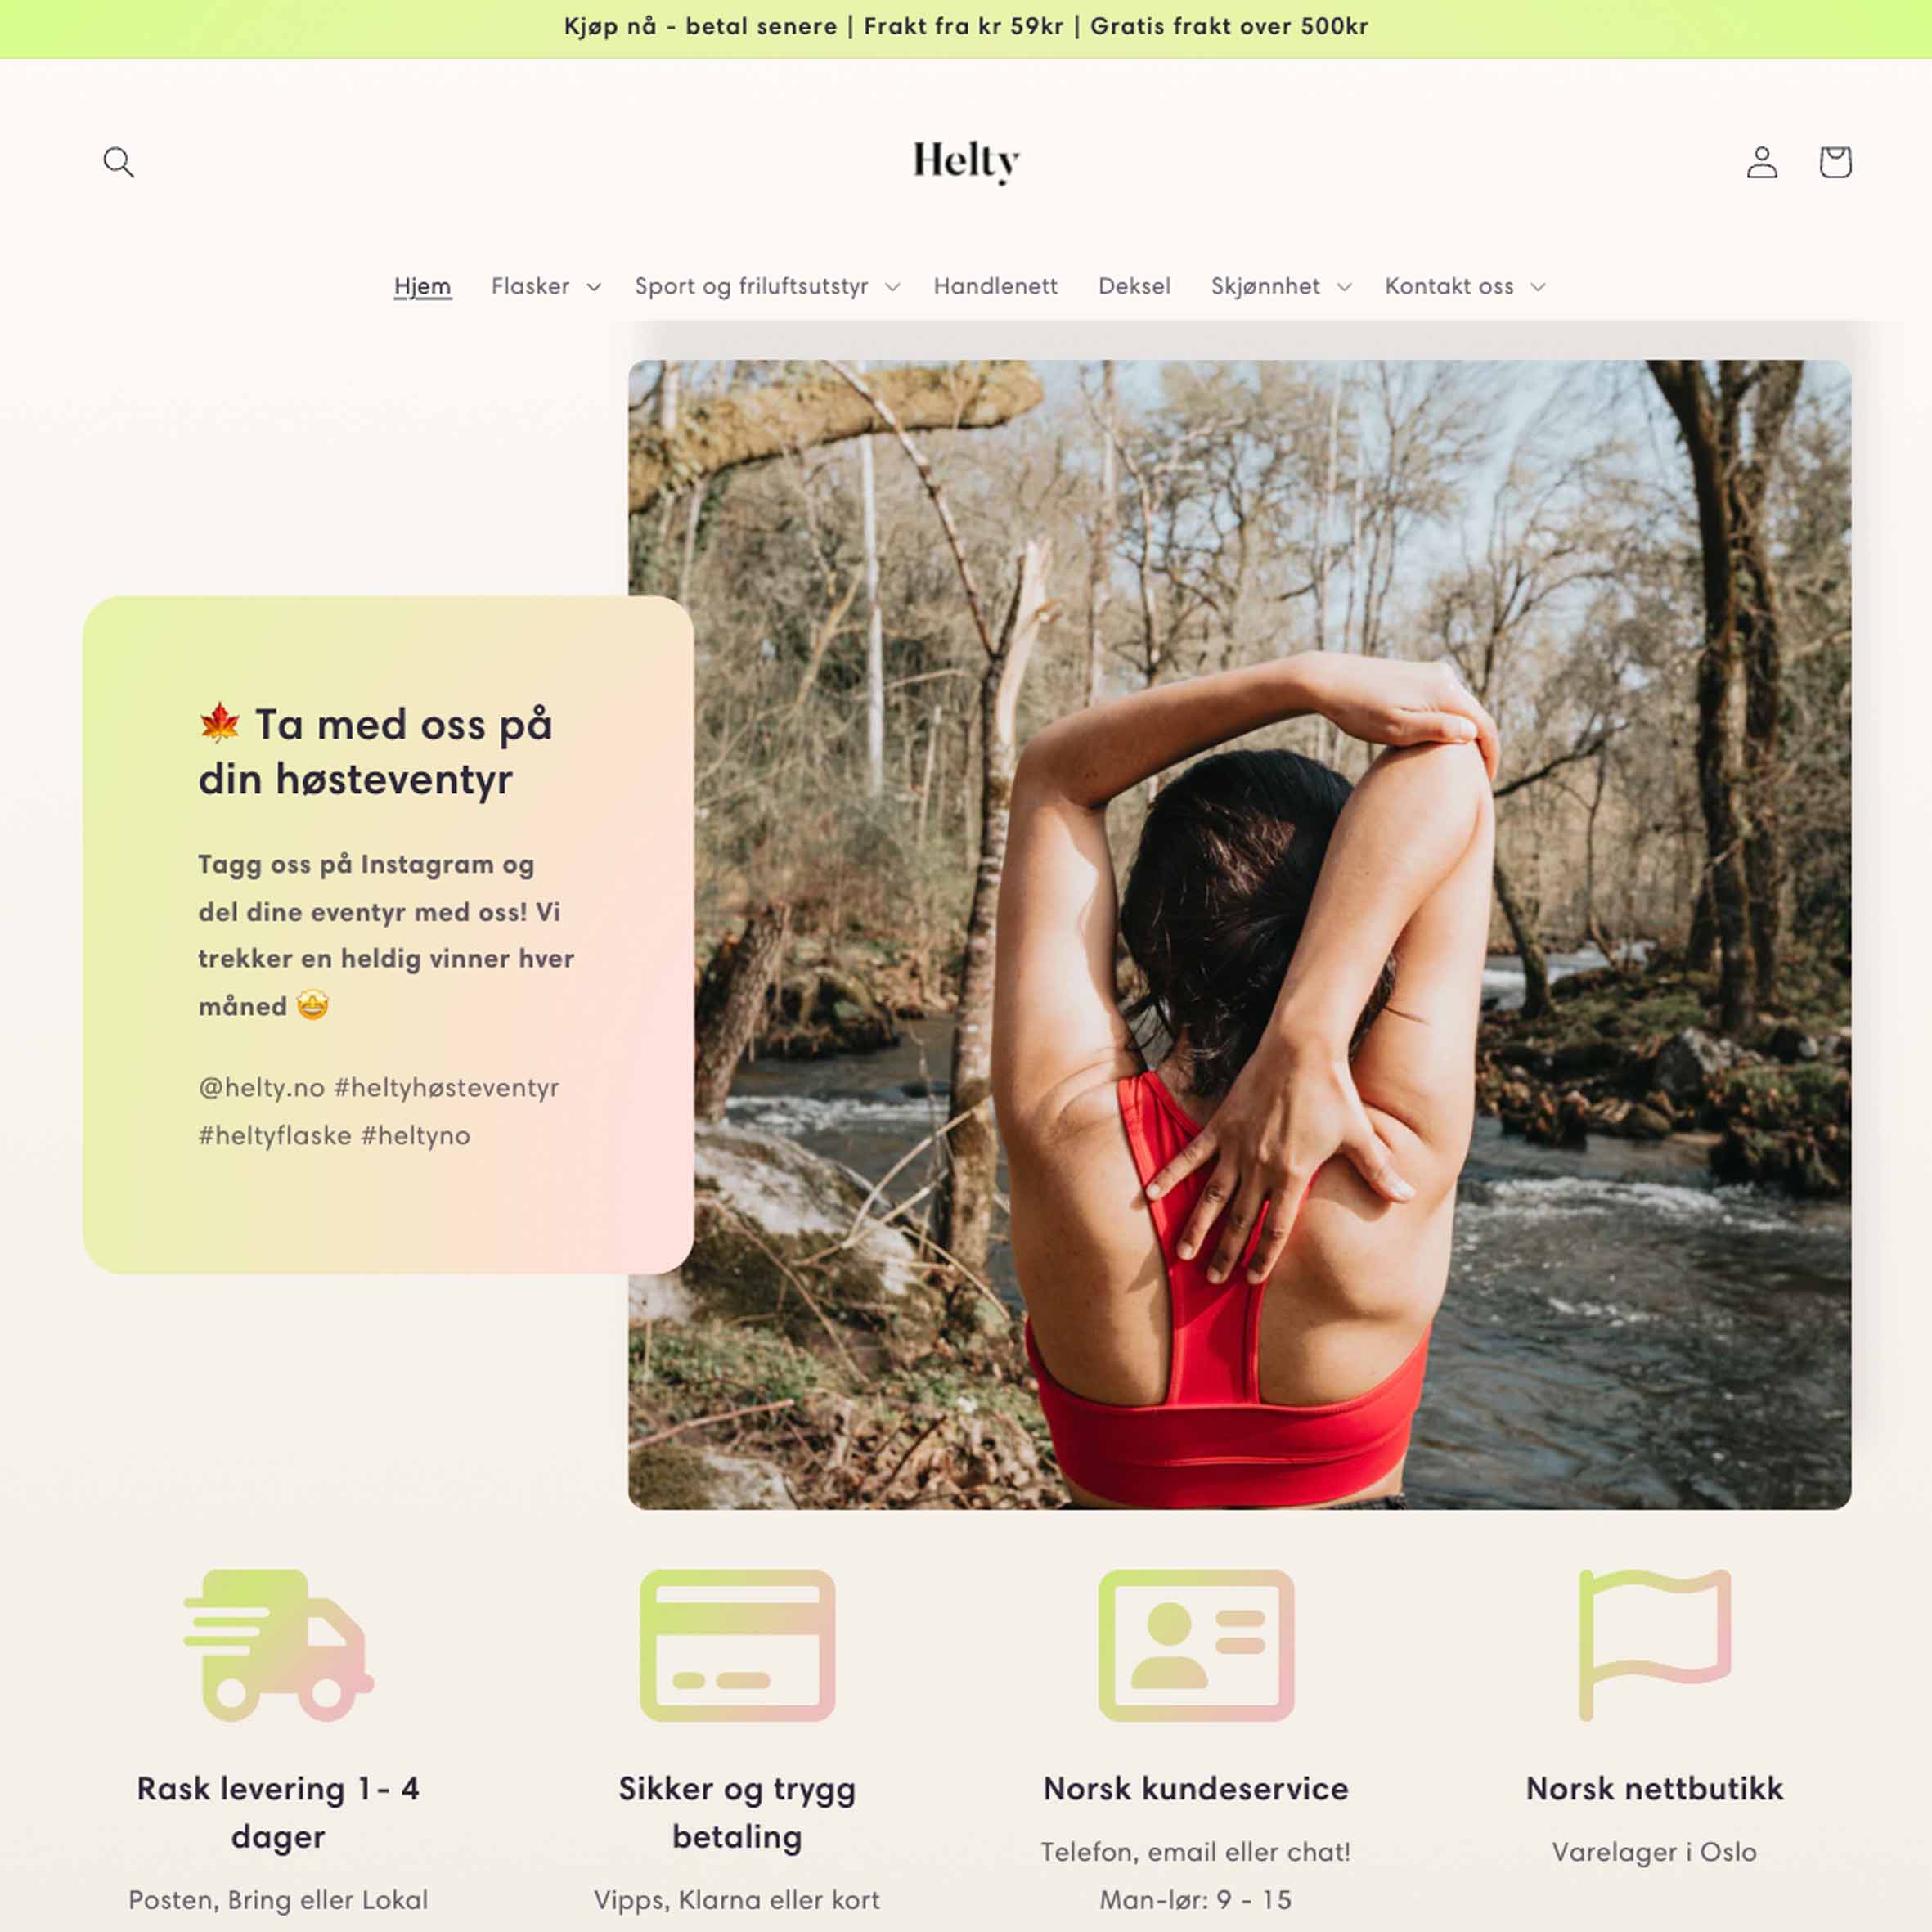 Kjøp nå - betal senere | Frakt fra kr 59kr | Gratis frakt over 500kr
Helty
Hjem Flasker Sport og friluftsutstyr Handlenett Deksel Skjønnhet Kontakt oss
🍁 Ta med oss på
din høsteventyr
Tagg oss på Instagram og
del dine eventyr med oss! Vi
trekker en heldig vinner hver
måned 🤩
@helty.no #heltyhøsteventyr
#heltyflaske #heltyno
Rask levering 1- 4
dager
Posten, Bring eller Lokal
Sikker og trygg
betaling
Vipps, Klarna eller kort
Norsk kundeservice
Telefon, email eller chat!
Man-lør: 9 - 15
Norsk nettbutikk
Varelager i Oslo